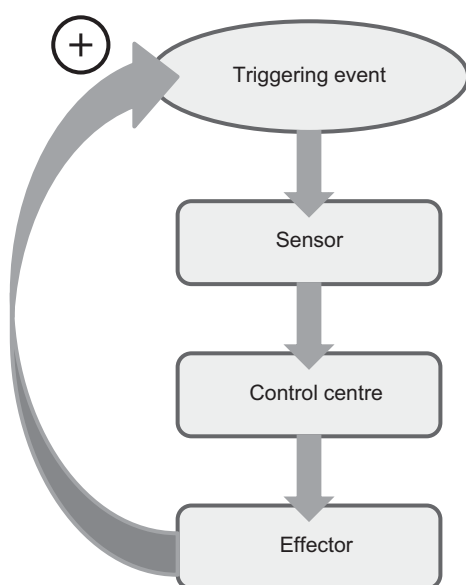 +
Triggering event
Sensor
Control centre
Effector